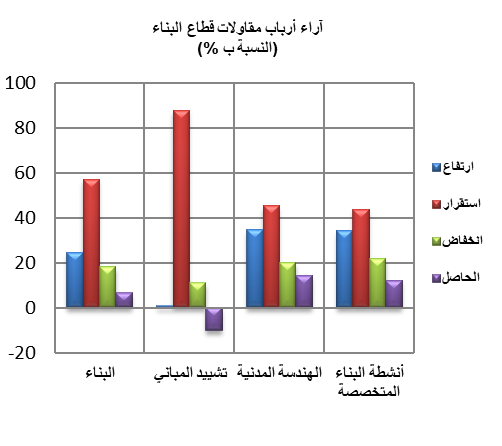 آراء أرباب مقاولات قطاع البناء
(النسبة ب %)
100
80
60
40
20
0
-20
ارتفاع
استقرار
انخفاض
الحاصل
البناء
تشييد المباني
الهندسة المدنية
أنشطة البناء
المتخصصة